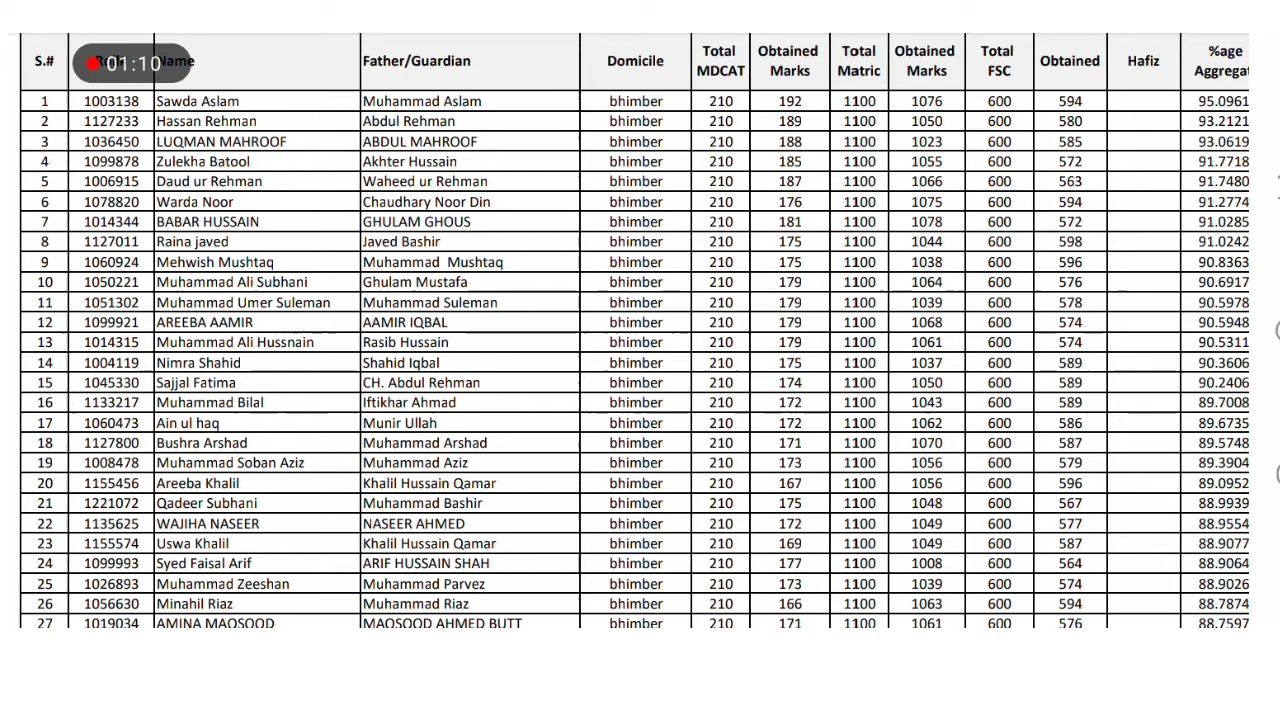 S.# Name Father/Guardian Domicile Total MDCAT Obtained Marks Total Matric Obtained Marks Total FSC Obtained Hafiz %age Aggregat
01:10
1 1003138 Sawda Aslam Muhammad Aslam bhimber 210 192 1100 1076 600 594 95.0961
2 1127233 Hassan Rehman Abdul Rehman bhimber 210 189 1100 1050 600 580 93.2121
3 1036450 LUQMAN MAHROOF ABDUL MAHROOF bhimber 210 188 1100 1023 600 585 93.0619
4 1099878 Zulekha Batool Akhter Hussain bhimber 210 185 1100 1055 600 572 91.7718
5 1006915 Daud ur Rehman Waheed ur Rehman bhimber 210 187 1100 1066 600 563 91.7480
6 1078820 Warda Noor Chaudhary Noor Din bhimber 210 176 1100 1075 600 594 91.2774
7 1014344 BABAR HUSSAIN GHULAM GHOUS bhimber 210 181 1100 1078 600 572 91.0285
8 1127011 Raina javed Javed Bashir bhimber 210 175 1100 1044 600 598 91.0242
9 1060924 Mehwish Mushtaq Muhammad Mushtaq bhimber 210 175 1100 1038 600 596 90.8363
10 1050221 Muhammad Ali Subhani Ghulam Mustafa bhimber 210 179 1100 1064 600 576 90.6917
11 1051302 Muhammad Umer Suleman Muhammad Suleman bhimber 210 179 1100 1039 600 578 90.5978
12 1099921 AREEBA AAMIR AAMIR IQBAL bhimber 210 179 1100 1068 600 574 90.5948
13 1014315 Muhammad Ali Hussnain Rasib Hussain bhimber 210 179 1100 1061 600 574 90.5311
14 1004119 Nimra Shahid Shahid Iqbal bhimber 210 175 1100 1037 600 589 90.3606
15 1045330 Sajjal Fatima CH. Abdul Rehman bhimber 210 174 1100 1050 600 589 90.2406
16 1133217 Muhammad Bilal Iftikhar Ahmad bhimber 210 172 1100 1043 600 589 89.7008
17 1060473 Ain ul haq Munir Ullah bhimber 210 172 1100 1062 600 586 89.6735
18 1127800 Bushra Arshad Muhammad Arshad bhimber 210 171 1100 1070 600 587 89.5748
19 1008478 Muhammad Soban Aziz Muhammad Aziz bhimber 210 173 1100 1056 600 579 89.3904
20 1155456 Areeba Khalil Khalil Hussain Qamar bhimber 210 167 1100 1056 600 596 89.0952
21 1221072 Qadeer Subhani Muhammad Bashir bhimber 210 175 1100 1048 600 567 88.9939
22 1135625 WAJIHA NASEER NASEER AHMED bhimber 210 172 1100 1049 600 577 88.9554
23 1155574 Uswa Khalil Khalil Hussain Qamar bhimber 210 169 1100 1049 600 587 88.9077
24 1099993 Syed Faisal Arif ARIF HUSSAIN SHAH bhimber 210 177 1100 1008 600 564 88.9064
25 1026893 Muhammad Zeeshan Muhammad Parvez bhimber 210 173 1100 1039 600 574 88.9026
26 1056630 Minahil Riaz Muhammad Riaz bhimber 210 166 1100 1063 600 594 88.7874
27 1019034 AMINA MAQSOOD MAQSOOD AHMED BUTT bhimber 210 171 1100 1061 600 576 88.7597